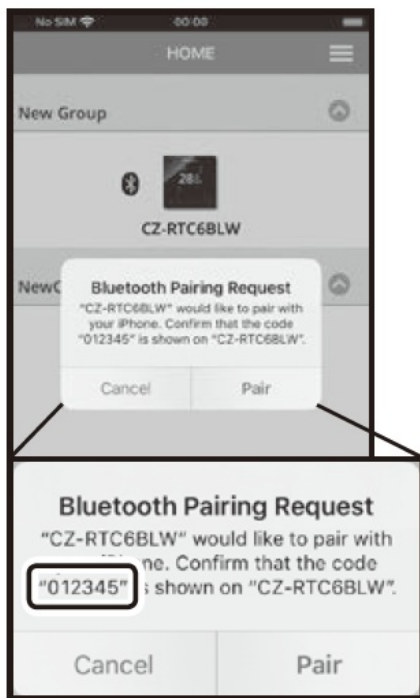 No SIM 00:00
HOME
New Group
28
CZ-RTC6BLW
NewG
Bluetooth Pairing Request
"CZ-RTC6BLW" would like to pair with
your iPhone. Confirm that the code
"012345" is shown on "CZ-RTC6BLW".
Cancel Pair
Bluetooth Pairing Request
"CZ-RTC6BLW" would like to pair with
ne. Confirm that the code
"012345" s shown on "CZ-RTC6BLW".
Cancel Pair